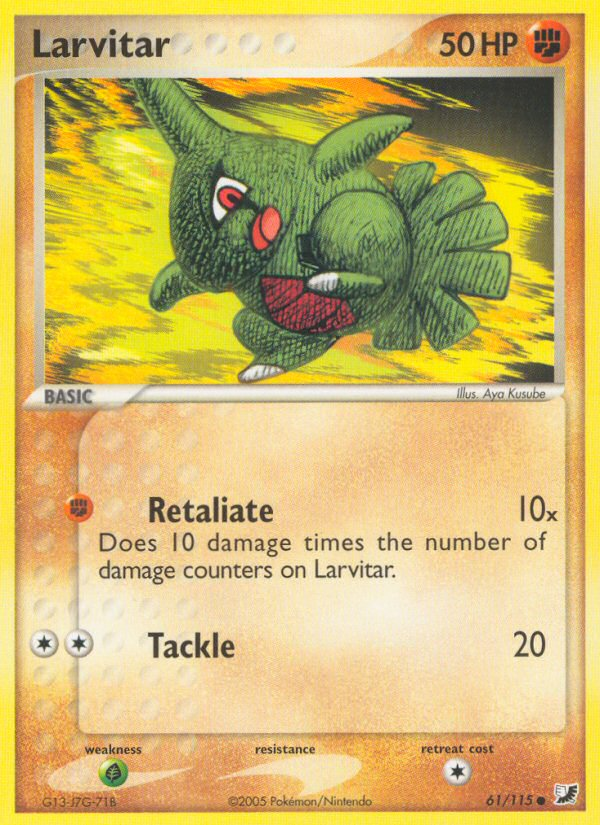 Larvitar 50 HP
BASIC
Illus. Aya Kusube
Retaliate 10x
Does 10 damage times the number of
damage counters on Larvitar.
Tackle 20
weakness resistance retreat cost
G13-J7G-71B ©2005 Pokémon/Nintendo 61/115